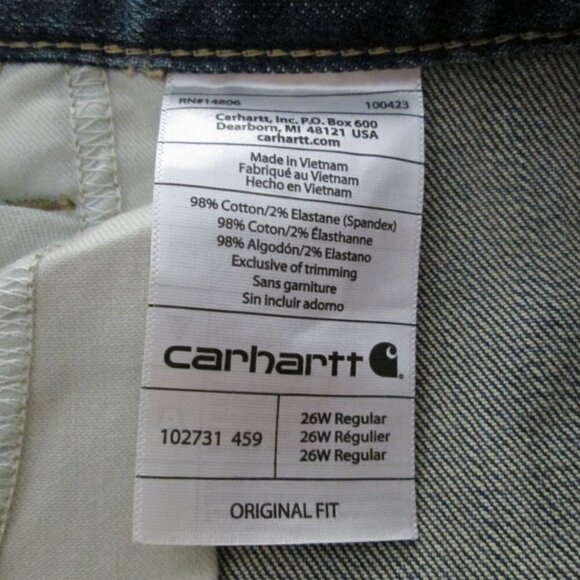 RN#14806 100423
Carhartt, Inc. P.O. Box 600
Dearborn, MI 48121 USA
carhartt.com
Made in Vietnam
Fabriqué au Vietnam
Hecho en Vietnam
98% Cotton/2% Elastane (Spandex)
98% Coton/2% Élasthanne
98% Algodón/2% Elastano
Exclusive of trimming
Sans garniture
Sin incluir adorno
carhartt
102731 459
26W Regular
26W Régulier
26W Regular
ORIGINAL FIT